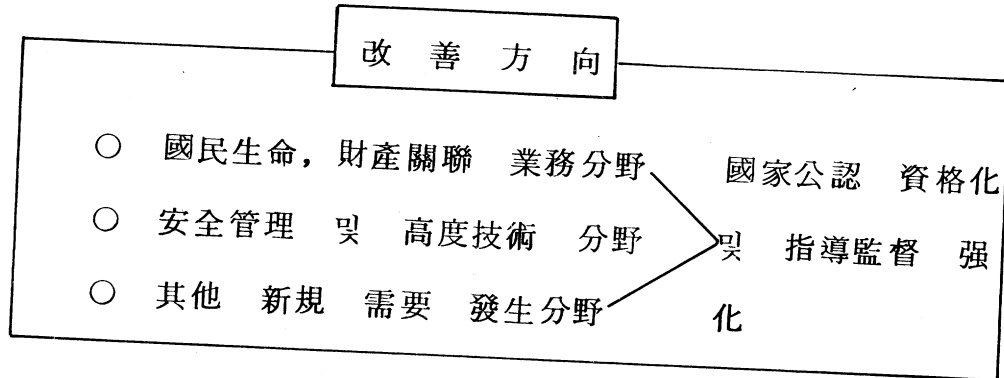 改善方向
○ 國民生命, 財產關聯 業務分野
○ 安全管理 및 高度技術 分野
○ 其他 新規 需要 發生分野
國家公認 資格化
및 指導監督 强
化